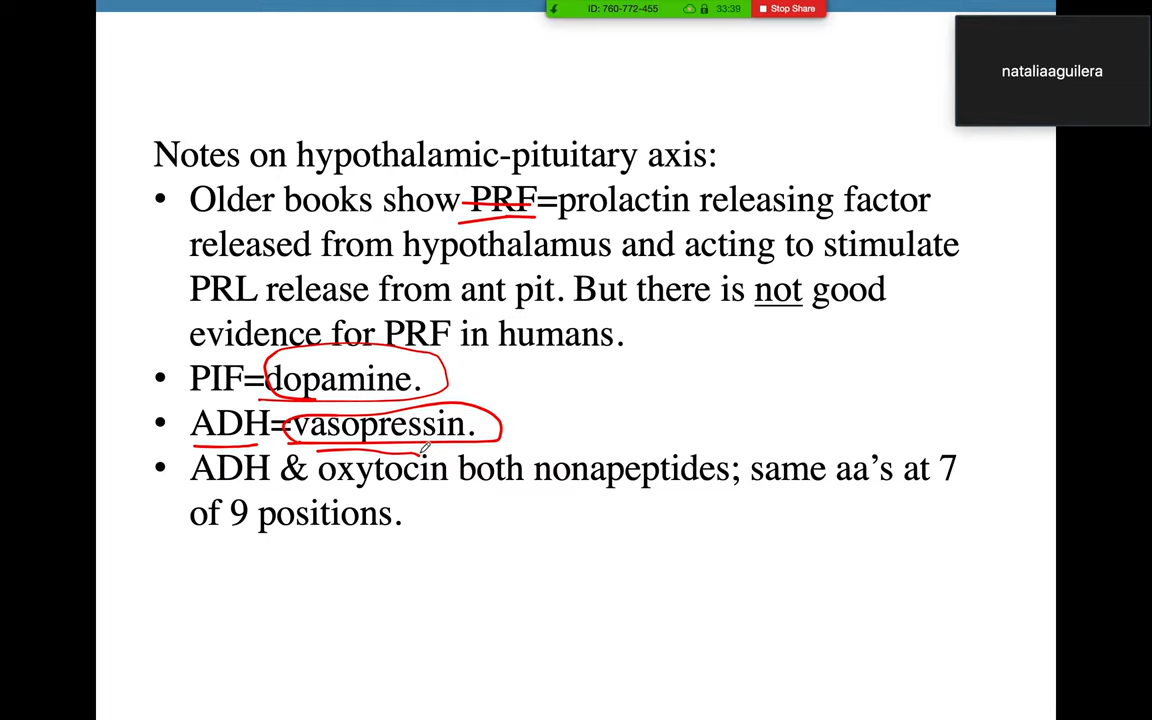 ID: 760-772-455 33:39 Stop Share
nataliaaguilera
Notes on hypothalamic-pituitary axis:
• Older books show PRF=prolactin releasing factor
released from hypothalamus and acting to stimulate
PRL release from ant pit. But there is not good
evidence for PRF in humans.
• PIF=dopamine.
• ADH=vasopressin.
• ADH & oxytocin both nonapeptides; same aa’s at 7
of 9 positions.